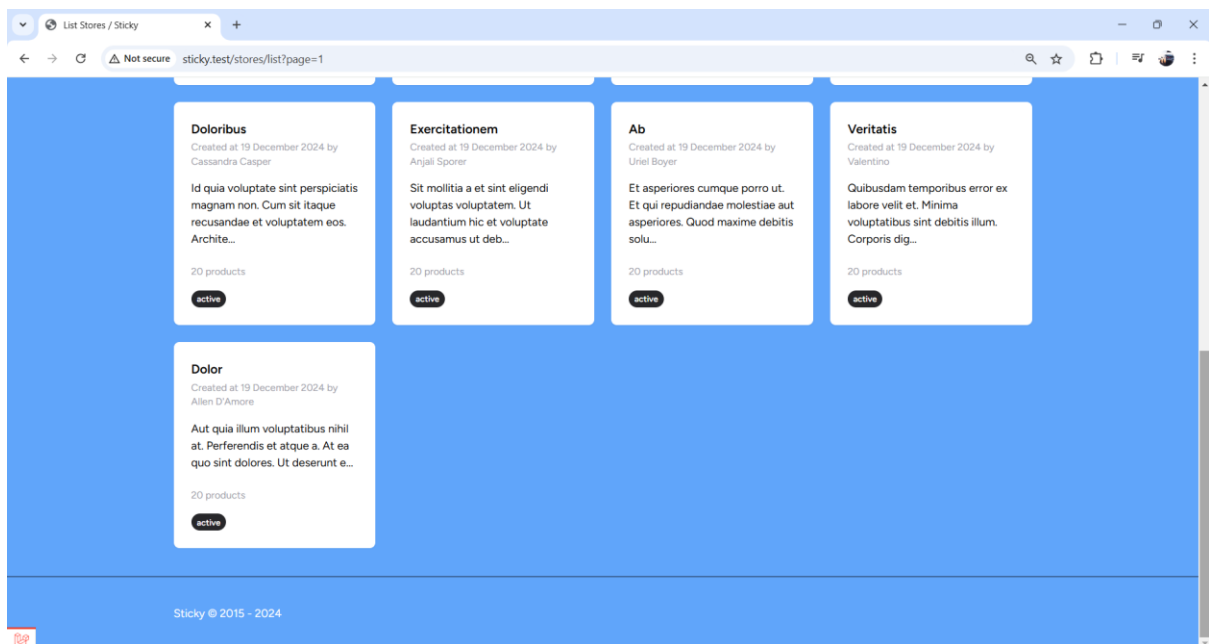 List Stores / Sticky
Not secure
sticky.test/stores/list?page=1
Doloribus
Created at 19 December 2024 by
Cassandra Casper
Id quia voluptate sint perspiciatis
magnam non. Cum sit itaque
recusandae et voluptatem eos.
Archite...
20 products
active
Exercitationem
Created at 19 December 2024 by
Anjali Sporer
Sit mollitia a et sint eligendi
voluptas voluptatem. Ut
laudantium hic et voluptate
accusamus ut deb...
20 products
active
Ab
Created at 19 December 2024 by
Uriel Boyer
Et asperiores cumque porro ut.
Et qui repudiandae molestiae aut
asperiores. Quod maxime debitis
solu...
20 products
active
Veritatis
Created at 19 December 2024 by
Valentino
Quibusdam temporibus error ex
labore velit et. Minima
voluptatibus sint debitis illum.
Corporis dig...
20 products
active
Dolor
Created at 19 December 2024 by
Allen D'Amore
Aut quia illum voluptatibus nihil
at. Perferendis et atque a. At ea
quo sint dolores. Ut deserunt e...
20 products
active
Sticky © 2015 - 2024